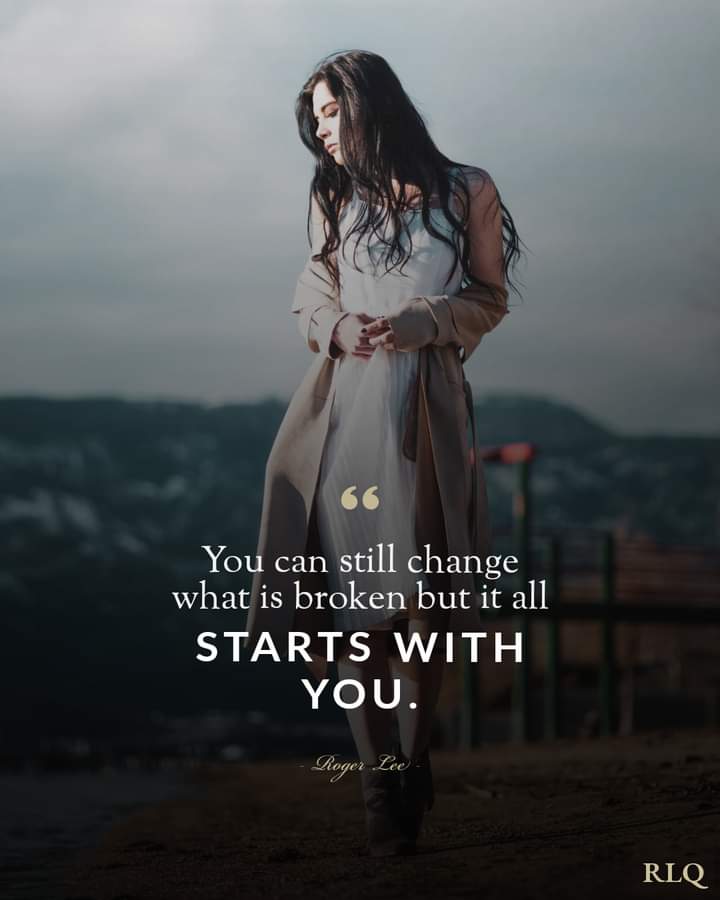 “
You can still change
what is broken but it all
STARTS WITH
YOU.
- Roger Lee -
RLQ